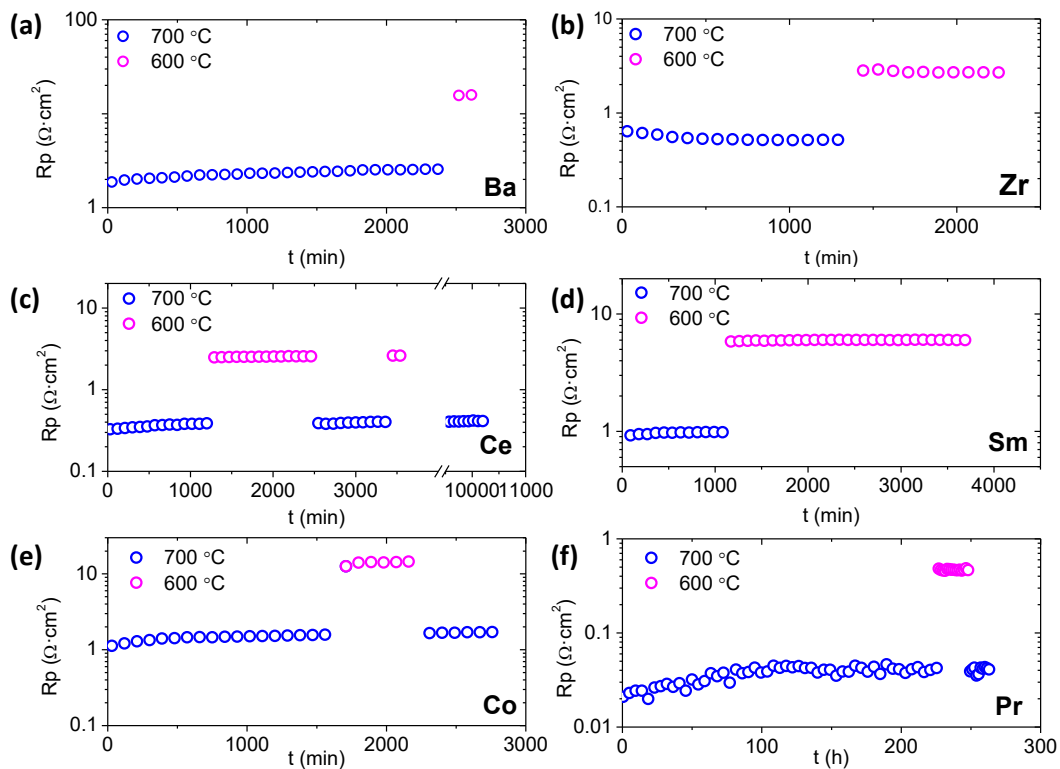 (a)
700 °C
600 °C
100
10
1
Rp (Ω·cm²)
0
1000
2000
3000
t (min)
Ba
(b)
700 °C
600 °C
10
1
0.1
Rp (Ω·cm²)
0
1000
2000
t (min)
Zr
(c)
700 °C
600 °C
10
1
0.1
Rp (Ω·cm²)
0
1000
2000
3000
10000
11000
t (min)
Ce
(d)
700 °C
600 °C
10
1
Rp (Ω·cm²)
0
1000
2000
3000
4000
t (min)
Sm
(e)
700 °C
600 °C
10
1
0.1
Rp (Ω·cm²)
0
1000
2000
3000
t (min)
Co
(f)
700 °C
600 °C
1
0.1
0.01
Rp (Ω·cm²)
0
100
200
300
t (h)
Pr